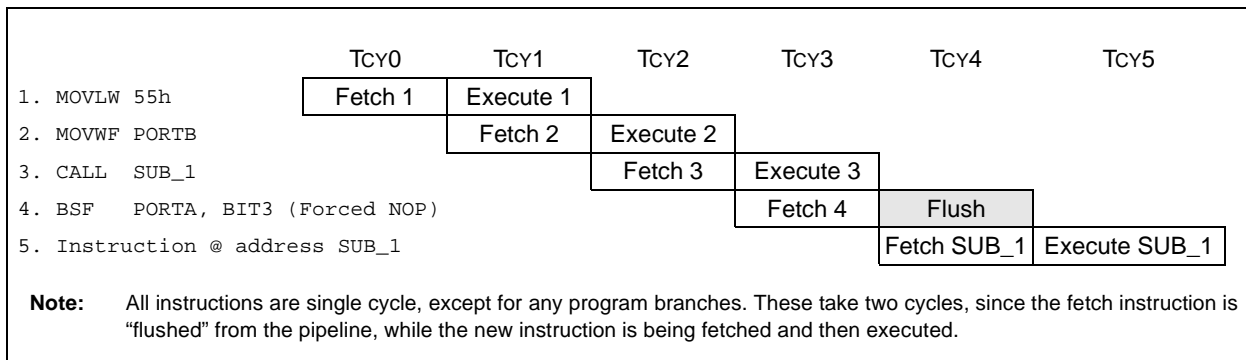 TCY0 TCY1 TCY2 TCY3 TCY4 TCY5
1. MOVLW 55h Fetch 1 Execute 1
2. MOVWF PORTB Fetch 2 Execute 2
3. CALL SUB_1 Fetch 3 Execute 3
4. BSF PORTA, BIT3 (Forced NOP) Fetch 4 Flush
5. Instruction @ address SUB_1 Fetch SUB_1 Execute SUB_1
Note: All instructions are single cycle, except for any program branches. These take two cycles, since the fetch instruction is
“flushed” from the pipeline, while the new instruction is being fetched and then executed.